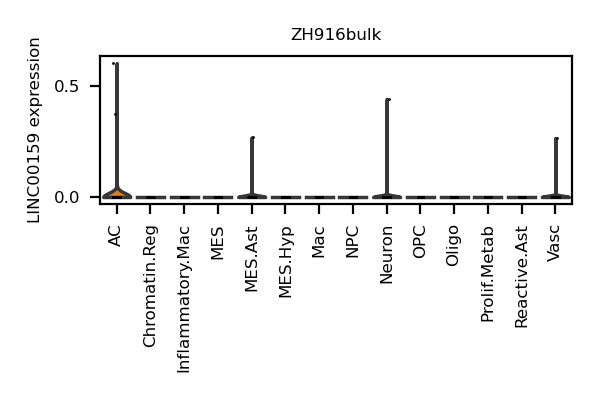 ZH916bulk
LINC00159 expression
0.5
0.0
AC
Chromatin.Reg
Inflammatory.Mac
MES
MES.Ast
MES.Hyp
Mac
NPC
Neuron
OPC
Oligo
Prolif.Metab
Reactive.Ast
Vasc